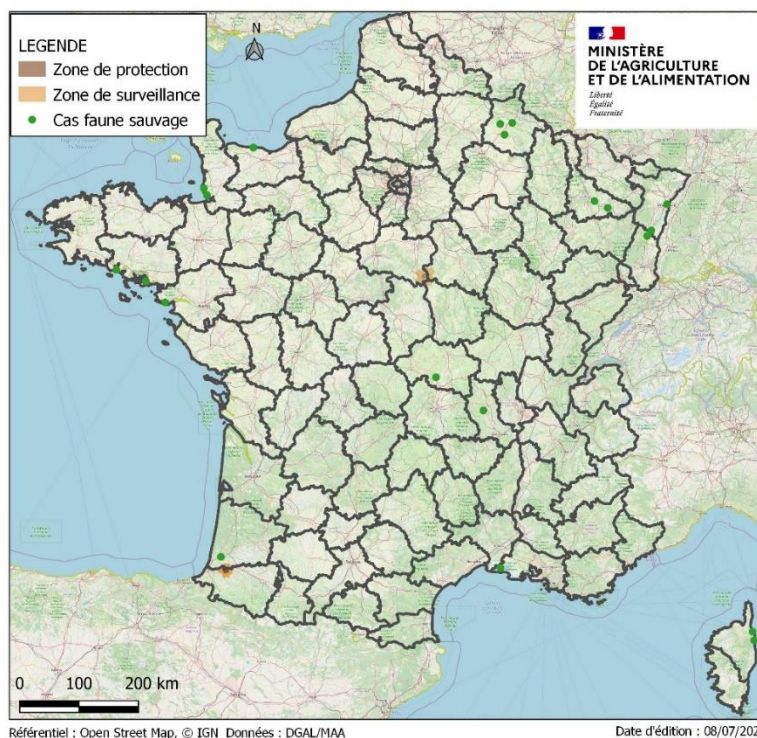 LEGENDE
Zone de protection
Zone de surveillance
Cas faune sauvage
N
MINISTÈRE
DE L'AGRICULTURE
ET DE L'ALIMENTATION
Liberté
Égalité
Fraternité
0 100 200 km
Référentiel : Open Street Map, © IGN Données : DGAL/MAA
Date d'édition : 08/07/202